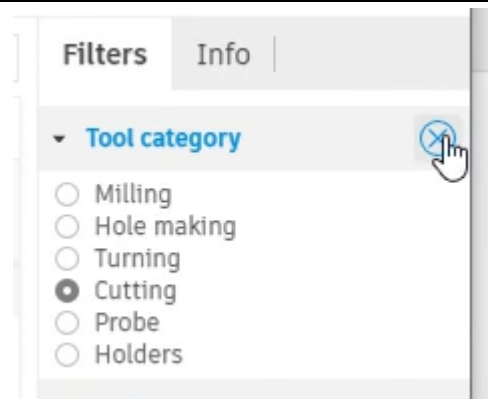 Filters Info
Tool category
Milling
Hole making
Turning
Cutting
Probe
Holders